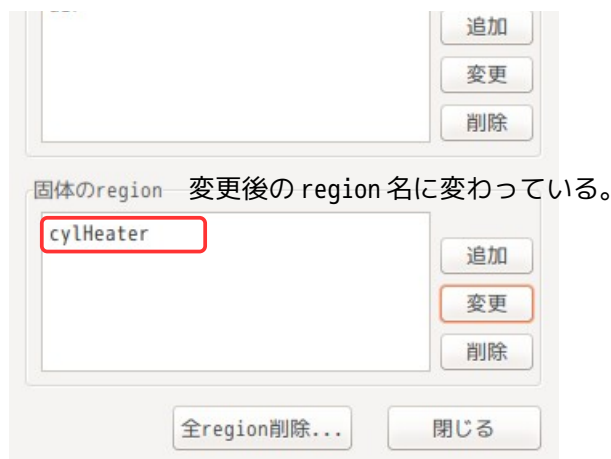 追加
変更
削除
固体のregion 変更後の region 名に変わっている。
cylHeater
追加
変更
削除
全region削除...
閉じる